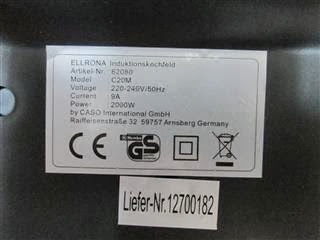 ELLRONA Induktionskochfeld
Artikel-Nr.: 62080
Model: C20M
Voltage : 220-240V/50Hz
Current : 9A
Power: : 2000W
by CASO International GmbH
Raiffeisenstraße 32 59757 Arnsberg Germany
CE
GS
Liefer-Nr.12700182